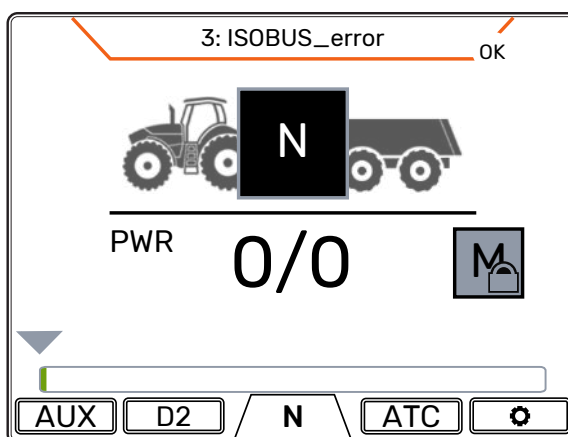 3: ISOBUS_error
OK
N
PWR
0/0
M
AUX
D2
N
ATC